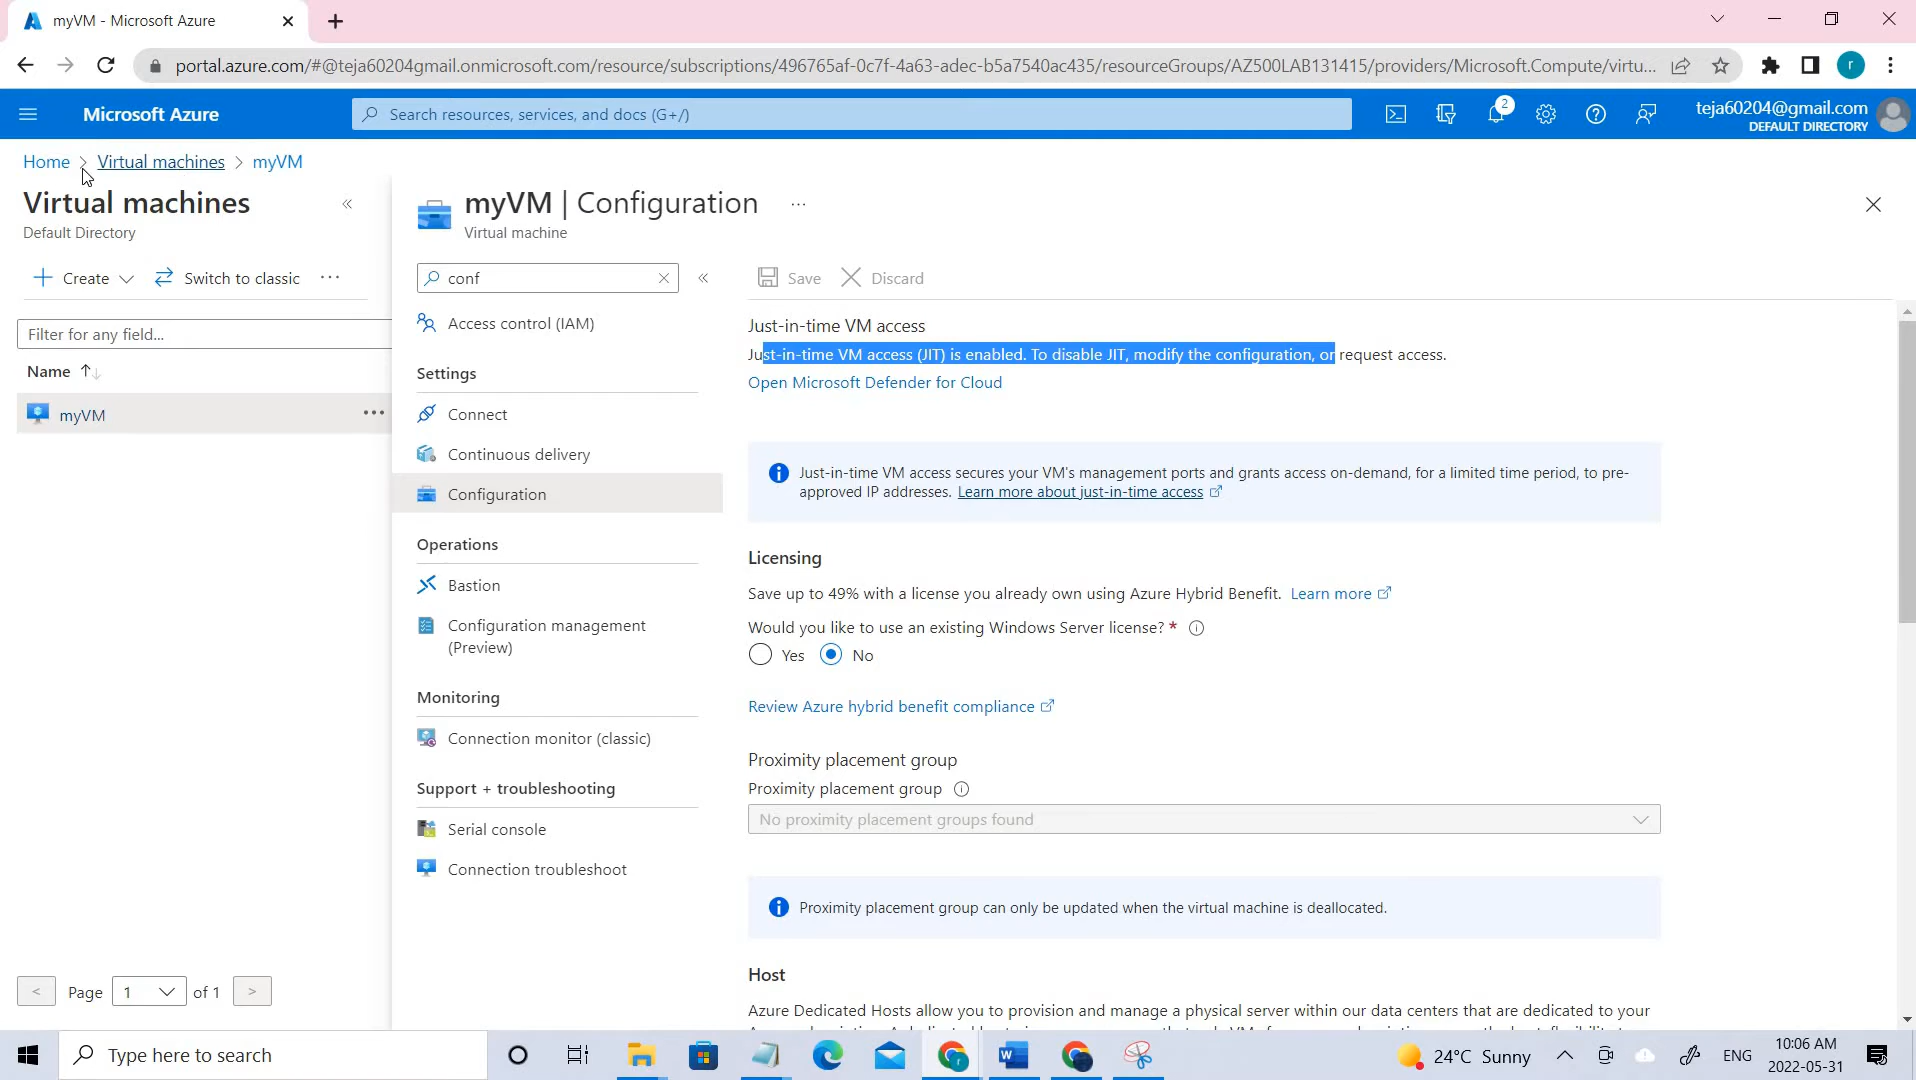 myVM - Microsoft Azure
portal.azure.com/#@teja60204gmail.onmicrosoft.com/resource/subscriptions/496765af-0c7f-4a63-adec-b5a7540ac435/resourceGroups/AZ500LAB131415/providers/Microsoft.Compute/virtu...
r
Microsoft Azure
Search resources, services, and docs (G+/)
2
teja60204@gmail.com
DEFAULT DIRECTORY
Home > Virtual machines > myVM
Virtual machines
Default Directory
Create
Switch to classic
...
Filter for any field...
Name
myVM
...
< Page 1 of 1 >
myVM | Configuration
...
Virtual machine
conf
Access control (IAM)
Settings
Connect
Continuous delivery
Configuration
Operations
Bastion
Configuration management
(Preview)
Monitoring
Connection monitor (classic)
Support + troubleshooting
Serial console
Connection troubleshoot
Save
Discard
Just-in-time VM access
Just-in-time VM access (JIT) is enabled. To disable JIT, modify the configuration, or request access.
Open Microsoft Defender for Cloud
Just-in-time VM access secures your VM's management ports and grants access on-demand, for a limited time period, to pre-
approved IP addresses. Learn more about just-in-time access
Licensing
Save up to 49% with a license you already own using Azure Hybrid Benefit. Learn more
Would you like to use an existing Windows Server license? *
Yes
No
Review Azure hybrid benefit compliance
Proximity placement group
Proximity placement group
No proximity placement groups found
Proximity placement group can only be updated when the virtual machine is deallocated.
Host
Azure Dedicated Hosts allow you to provision and manage a physical server within our data centers that are dedicated to your
Type here to search
24°C Sunny
ENG
10:06 AM
2022-05-31